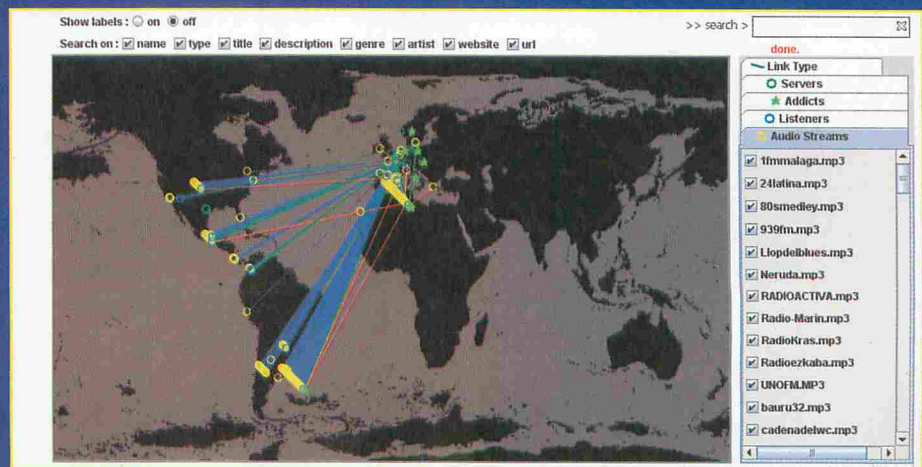 Show labels : on off
>> search >
Search on : name type title description genre artist website url
done.
Link Type
Servers
Addicts
Listeners
Audio Streams
1fmmalaga.mp3
24latina.mp3
80smedley.mp3
939fm.mp3
Llopdelblues.mp3
Neruda.mp3
RADIOACTIVA.mp3
Radio-Marin.mp3
RadioKras.mp3
Radioezkaba.mp3
UNOFM.MP3
bauru32.mp3
cadenadelwc.mp3